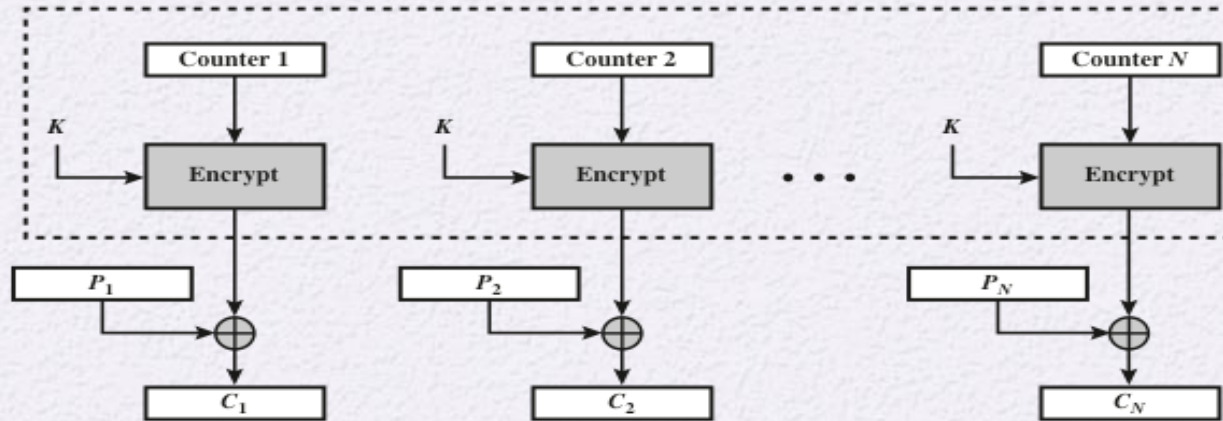 Counter 1 Counter 2 Counter N
K K K
Encrypt Encrypt • • • Encrypt
P1 P2 PN
C1 C2 CN